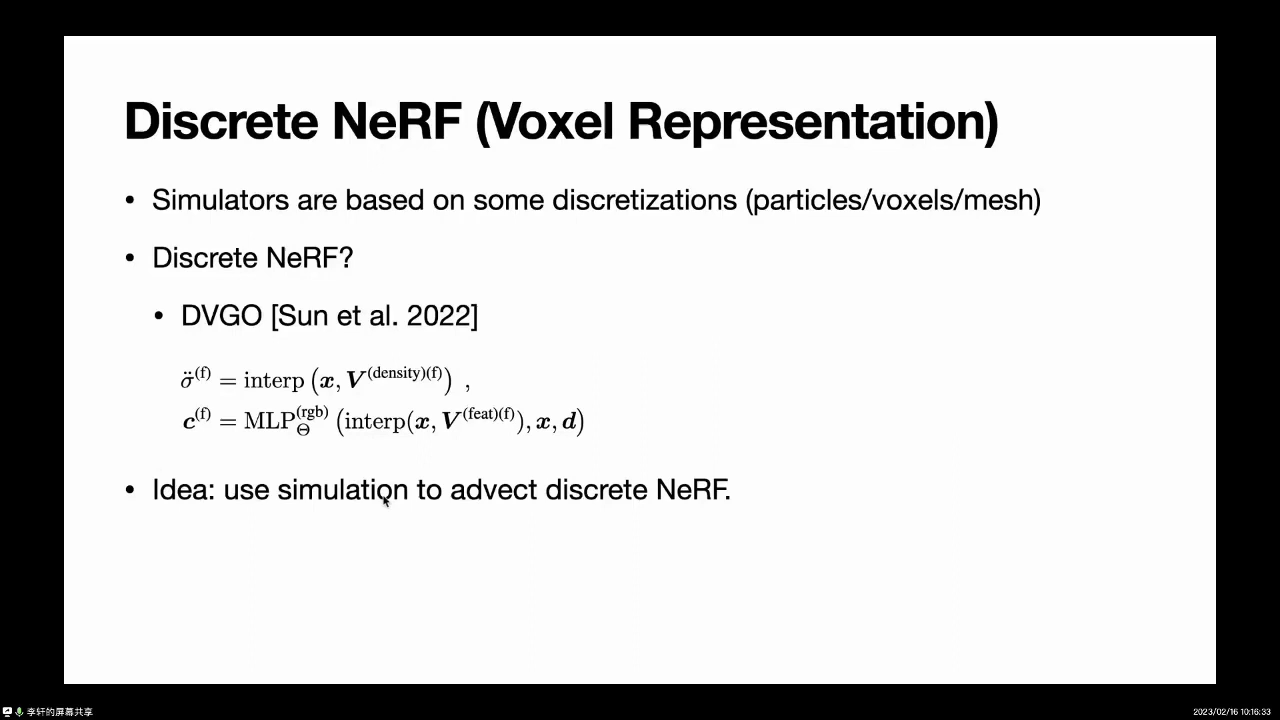 Discrete NeRF (Voxel Representation)
• Simulators are based on some discretizations (particles/voxels/mesh)
• Discrete NeRF?
• DVGO [Sun et al. 2022]
σ̈^(f) = interp (x, V^(density)(f)) ,
c^(f) = MLP_Θ^(rgb) (interp(x, V^(feat)(f)), x, d)
• Idea: use simulation to advect discrete NeRF.
李轩的屏幕共享
2023/02/16 10:16:33